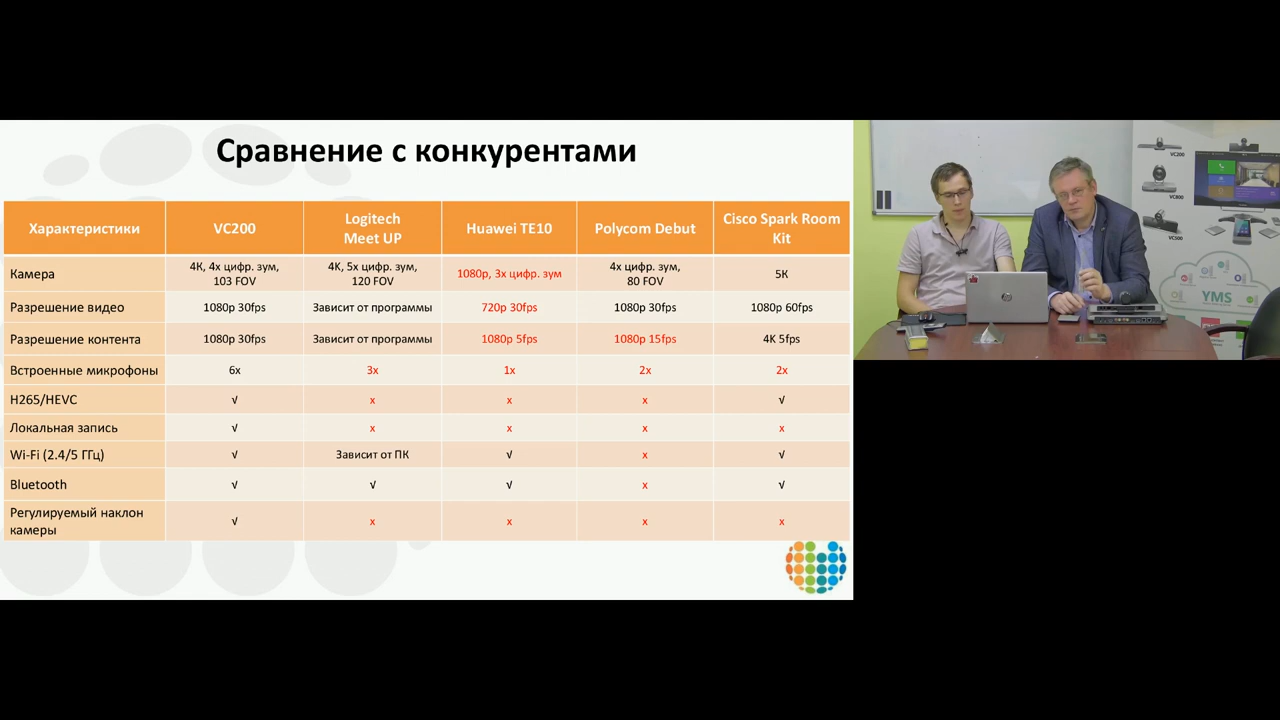 Сравнение с конкурентами
Характеристики VC200 Logitech Meet UP Huawei TE10 Polycom Debut Cisco Spark Room Kit
Камера 4K, 4x цифр. зум, 103 FOV 4K, 5x цифр. зум, 120 FOV 1080p, 3x цифр. зум 4x цифр. зум, 80 FOV 5K
Разрешение видео 1080p 30fps Зависит от программы 720p 30fps 1080p 30fps 1080p 60fps
Разрешение контента 1080p 30fps Зависит от программы 1080p 5fps 1080p 15fps 4K 5fps
Встроенные микрофоны 6x 3x 1x 2x 2x
H265/HEVC √ x x x √
Локальная запись √ x x x x
Wi-Fi (2.4/5 ГГц) √ Зависит от ПК √ x √
Bluetooth √ √ √ x √
Регулируемый наклон камеры √ x x x x
VC200
VC800
VC500
YMS
hp